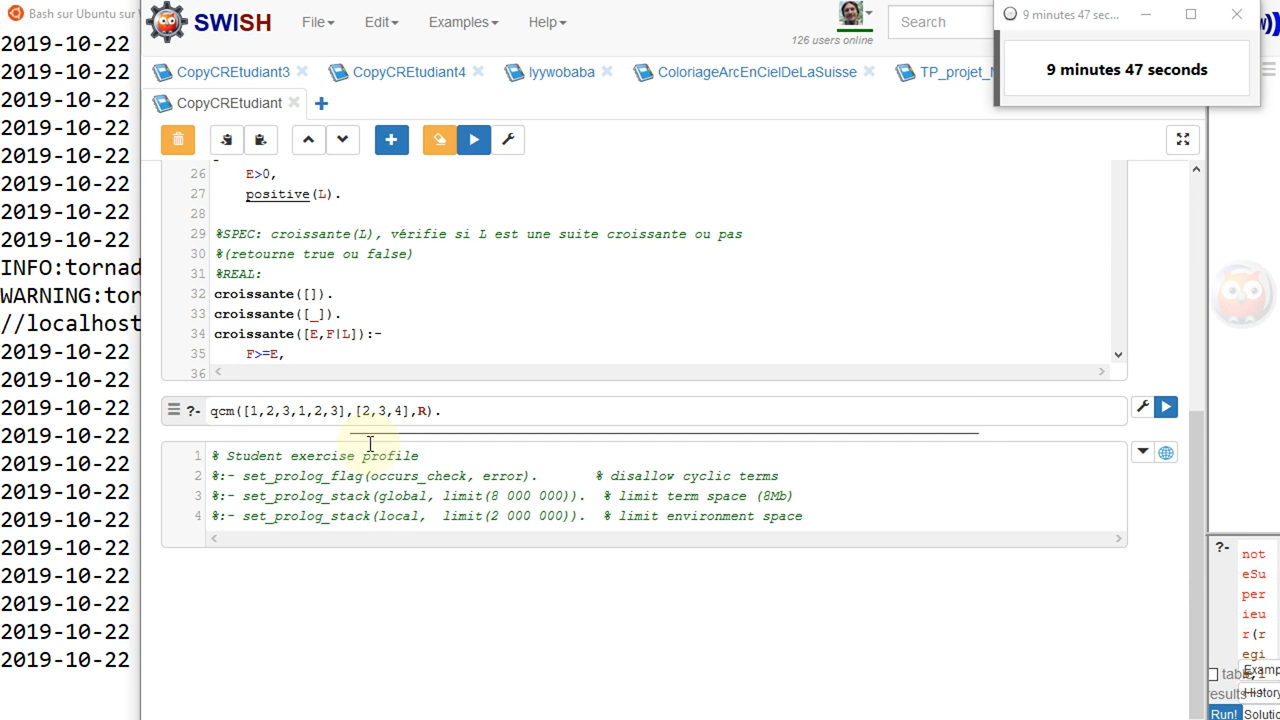 Bash sur Ubuntu sur
SWISH
File
Edit
Examples
Help
126 users online
Search
9 minutes 47 sec...
9 minutes 47 seconds
CopyCREtudiant3
CopyCREtudiant4
lyywobaba
ColoriageArcEnCielDeLaSuisse
TP_projet_
CopyCREtudiant
2019-10-22
2019-10-22
2019-10-22
2019-10-22
2019-10-22
2019-10-22
2019-10-22
2019-10-22
INFO:tornad
WARNING:tor
//localhost
2019-10-22
2019-10-22
2019-10-22
2019-10-22
2019-10-22
2019-10-22
2019-10-22
2019-10-22
2019-10-22
2019-10-22
2019-10-22
2019-10-22
26 E>0,
27 positive(L).
28
29 %SPEC: croissante(L), vérifie si L est une suite croissante ou pas
30 %(retourne true ou false)
31 %REAL:
32 croissante([]).
33 croissante([_]).
34 croissante([E,F|L]):-
35 F>=E,
36
?- qcm([1,2,3,1,2,3],[2,3,4],R).
1 % Student exercise profile
2 %:- set_prolog_flag(occurs_check, error). % disallow cyclic terms
3 %:- set_prolog_stack(global, limit(8 000 000)). % limit term space (8Mb)
4 %:- set_prolog_stack(local, limit(2 000 000)). % limit environment space
?- not
eSu
per
ieu
r(r
egi
Examp
results
History
Run!
Solutio